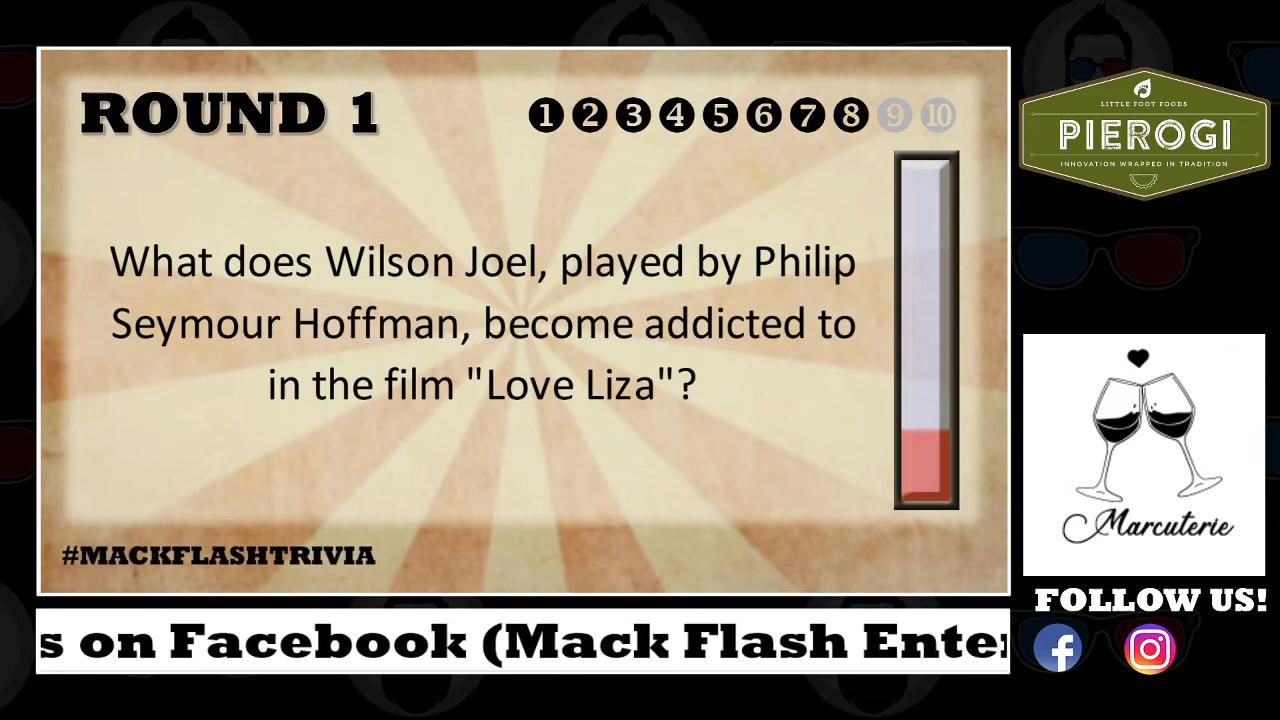 ROUND 1
1 2 3 4 5 6 7 8 9 10
What does Wilson Joel, played by Philip
Seymour Hoffman, become addicted to
in the film "Love Liza"?
#MACKFLASHTRIVIA
s on Facebook (Mack Flash Enter
LITTLE FOOT FOODS
PIEROGI
INNOVATION WRAPPED IN TRADITION
Marcuterie
FOLLOW US!